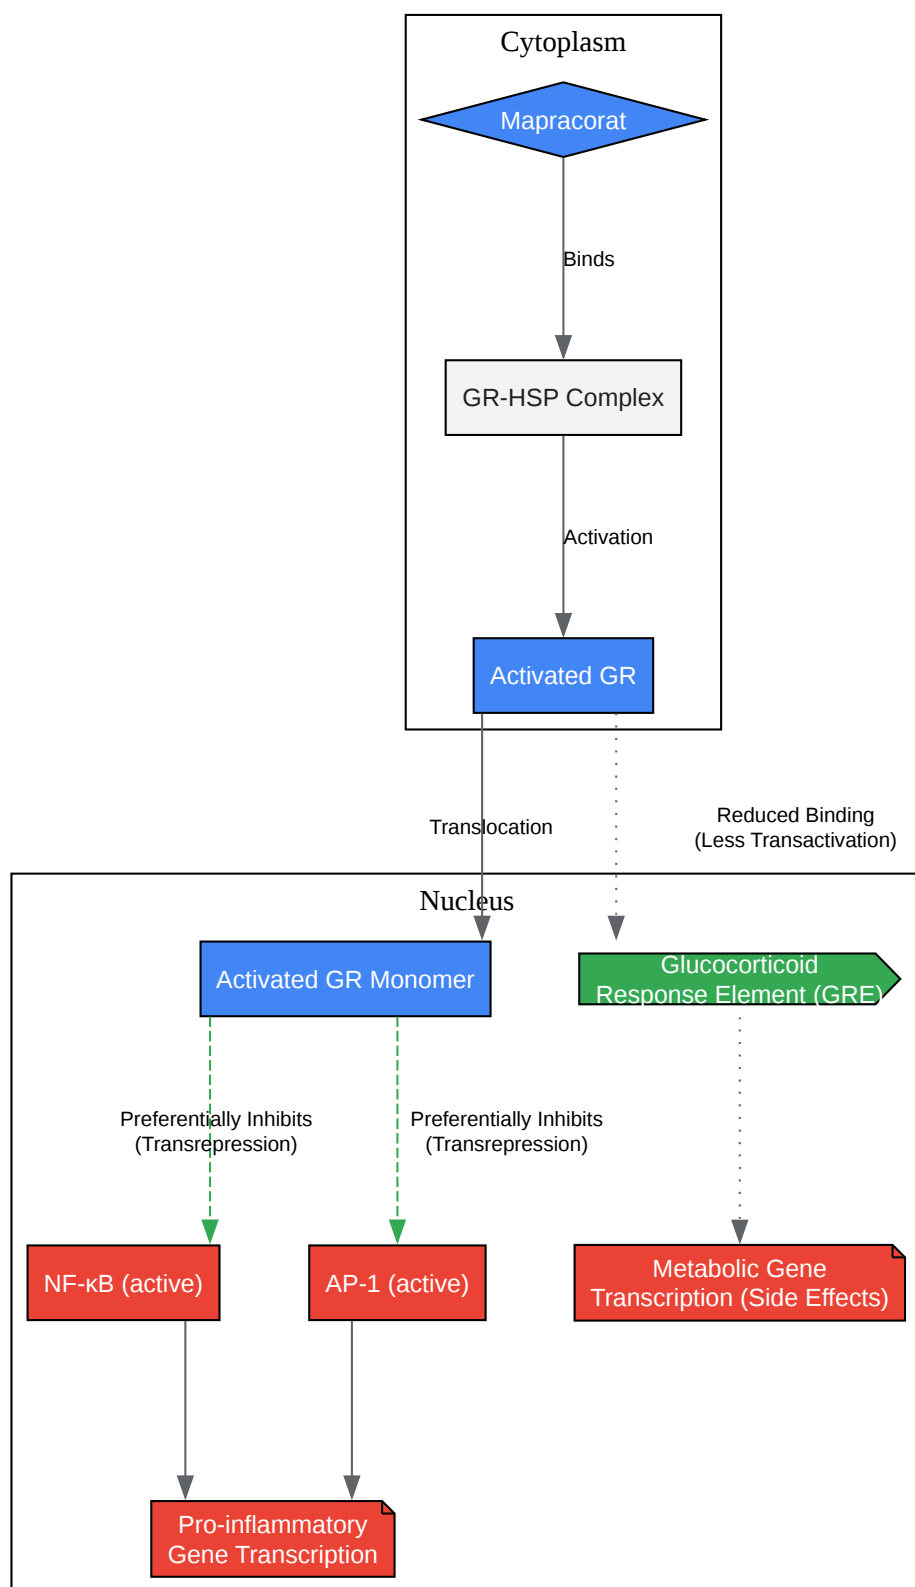 Cytoplasm
Mapracorat
Binds
GR-HSP Complex
Activation
Activated GR
Translocation
Reduced Binding
(Less Transactivation)
Nucleus
Activated GR Monomer
Glucocorticoid
Response Element (GRE)
Preferentially Inhibits
(Transrepression)
Preferentially Inhibits
(Transrepression)
NF-κB (active)
AP-1 (active)
Metabolic Gene
Transcription (Side Effects)
Pro-inflammatory
Gene Transcription